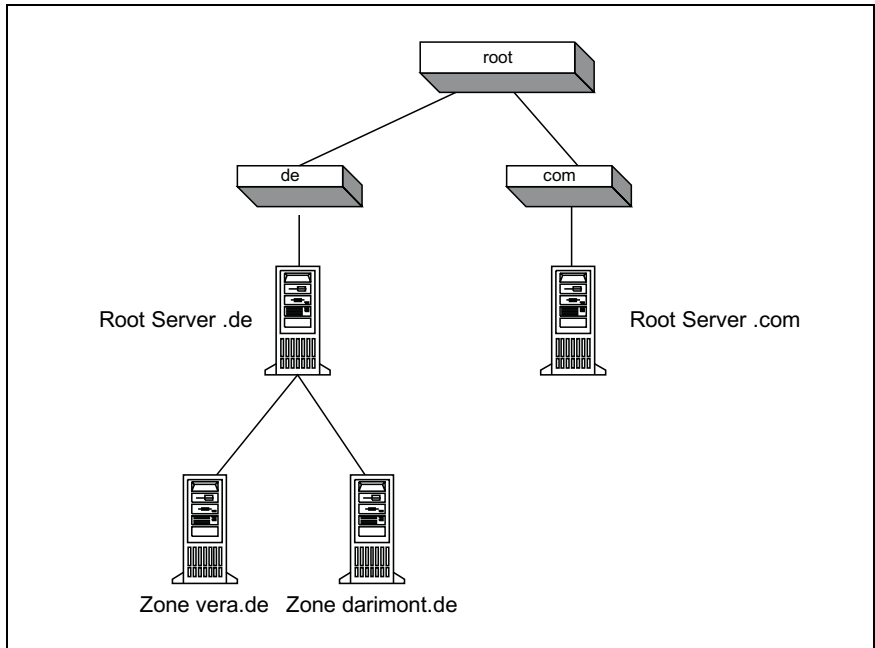 root
de
com
Root Server .de
Root Server .com
Zone vera.de
Zone darimont.de